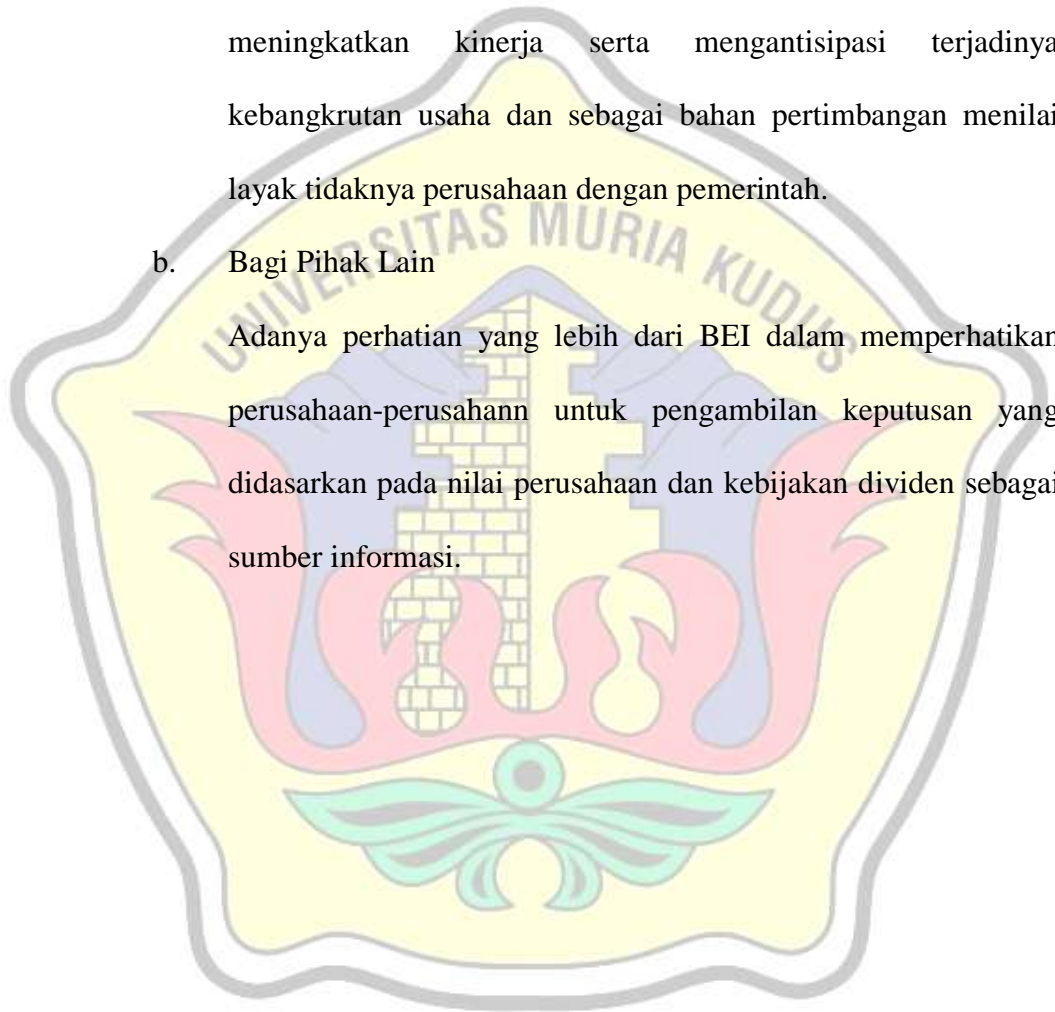 meningkatkan kinerja serta mengantisipasi terjadinya
kebangkrutan usaha dan sebagai bahan pertimbangan menilai
layak tidaknya perusahaan dengan pemerintah.
UNIVERSITAS MURIA KUDUS
b. Bagi Pihak Lain
Adanya perhatian yang lebih dari BEI dalam memperhatikan
perusahaan-perusahann untuk pengambilan keputusan yang
didasarkan pada nilai perusahaan dan kebijakan dividen sebagai
sumber informasi.